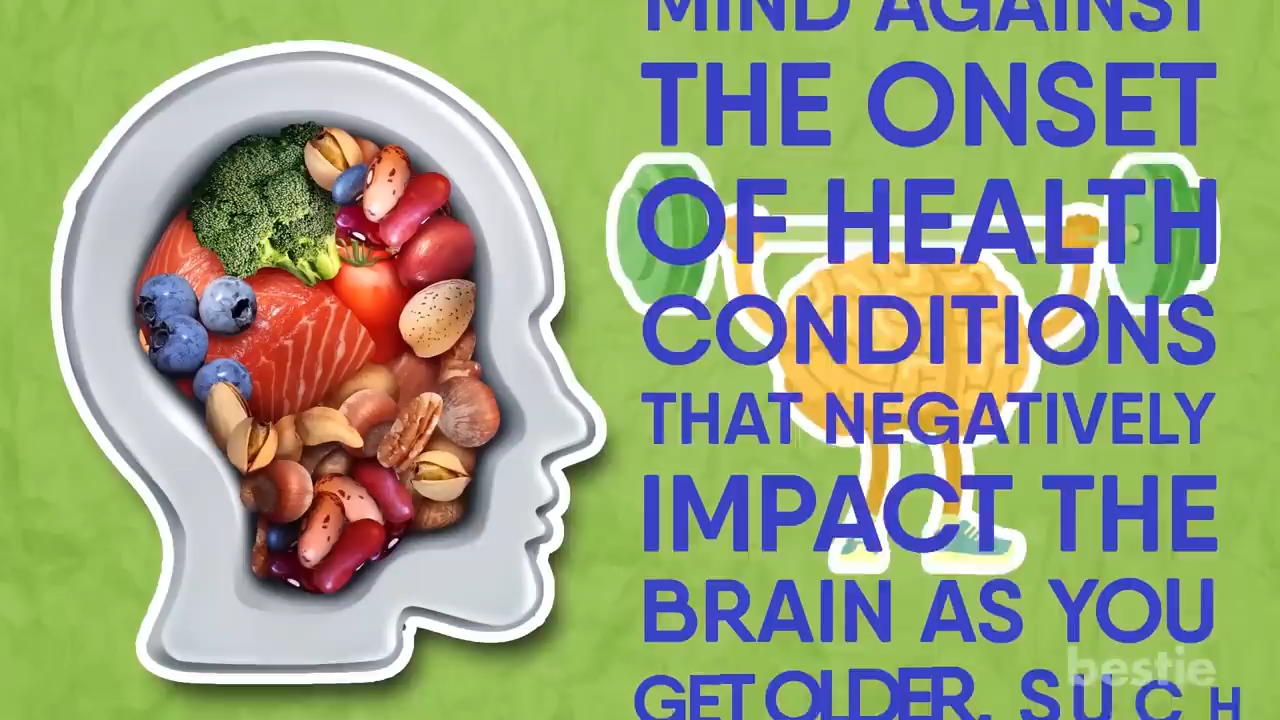 MIND AGAINST
THE ONSET
OF HEALTH
CONDITIONS
THAT NEGATIVELY
IMPACT THE
BRAIN AS YOU
GET OLDER, SUCH
bestie